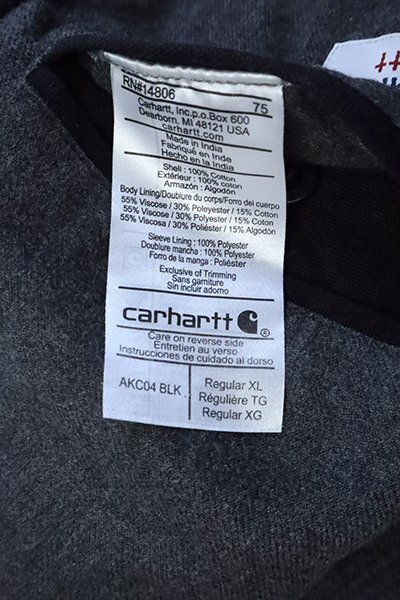 RN#14806 75
Carhartt, Inc.p.o.Box 600
Dearborn, MI 48121 USA
carhartt.com
Made in India
Fabriqué en Inde
Hecho en la India
Shell : 100% Cotton
Extérieur : 100% Coton
Armazón : Algodón
Body Lining/Doublure du corps/Forro del cuerpo
55% Viscose / 30% Poleyester / 15% Cotton
55% Viscose / 30% Polyester / 15% Coton
55% Viscosa / 30% Poliéster / 15% Algodón
Sleeve Lining : 100% Polyester
Doublure mancha : 100% Polyester
Forro de la manga : Poliéster
Exclusive of Trimming
Sans garniture
Sin incluir adorno
carhartt
Care on reverse side
Entretien au verso
Instrucciones de cuidado al dorso
AKC04 BLK
Regular XL
Régulière TG
Regular XG